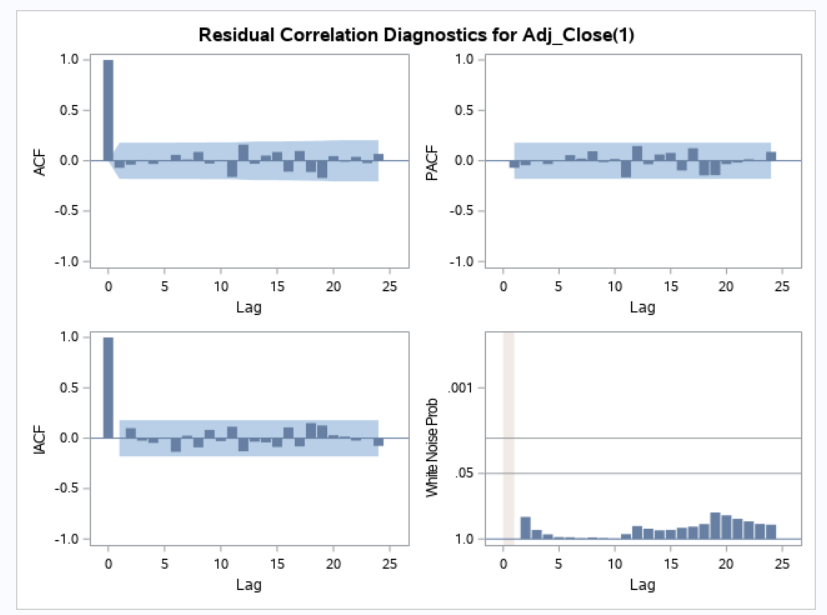 Residual Correlation Diagnostics for Adj_Close(1)
1.0
0.5
0.0
-0.5
-1.0
ACF
0 5 10 15 20 25
Lag
1.0
0.5
0.0
-0.5
-1.0
PACF
0 5 10 15 20 25
Lag
1.0
0.5
0.0
-0.5
-1.0
IACF
0 5 10 15 20 25
Lag
.001
.05
1.0
White Noise Prob
0 5 10 15 20 25
Lag